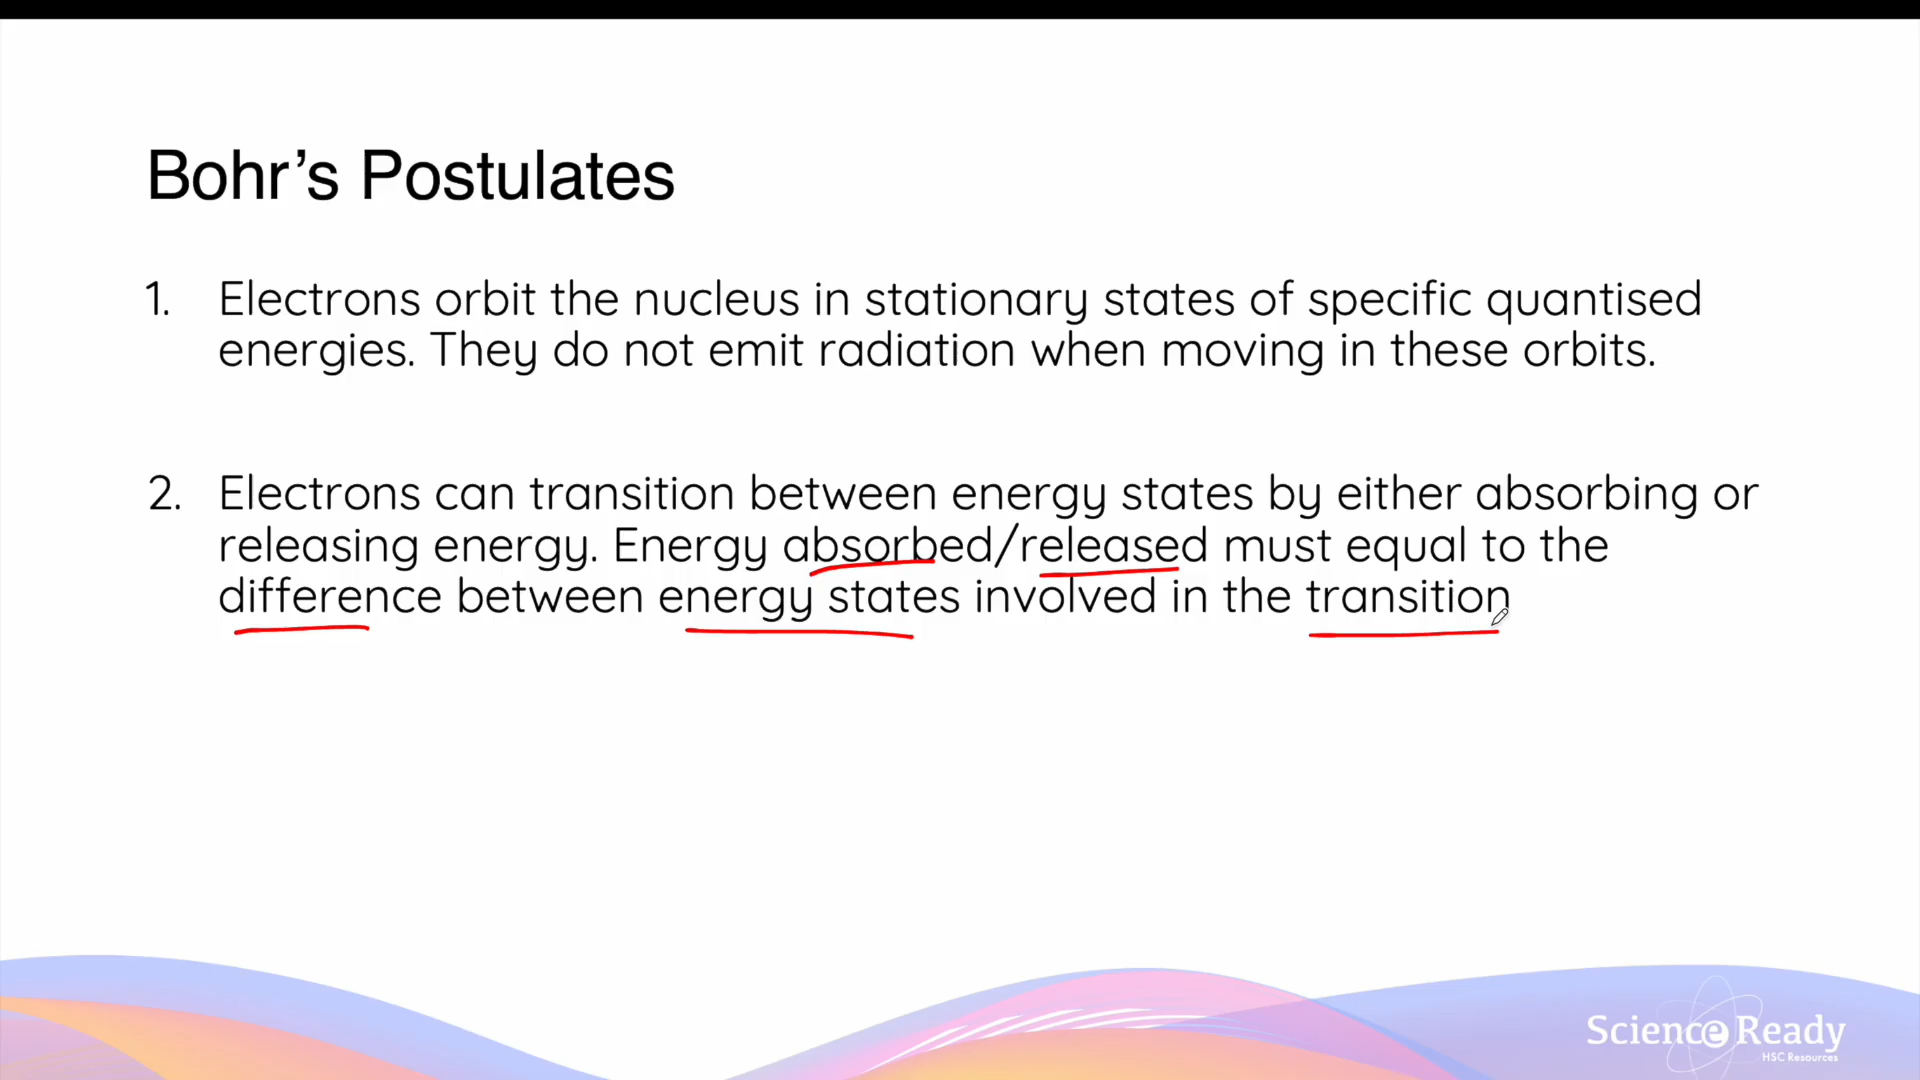 Bohr’s Postulates
1. Electrons orbit the nucleus in stationary states of specific quantised
energies. They do not emit radiation when moving in these orbits.
2. Electrons can transition between energy states by either absorbing or
releasing energy. Energy absorbed/released must equal to the
difference between energy states involved in the transition
Science Ready
HSC Resources